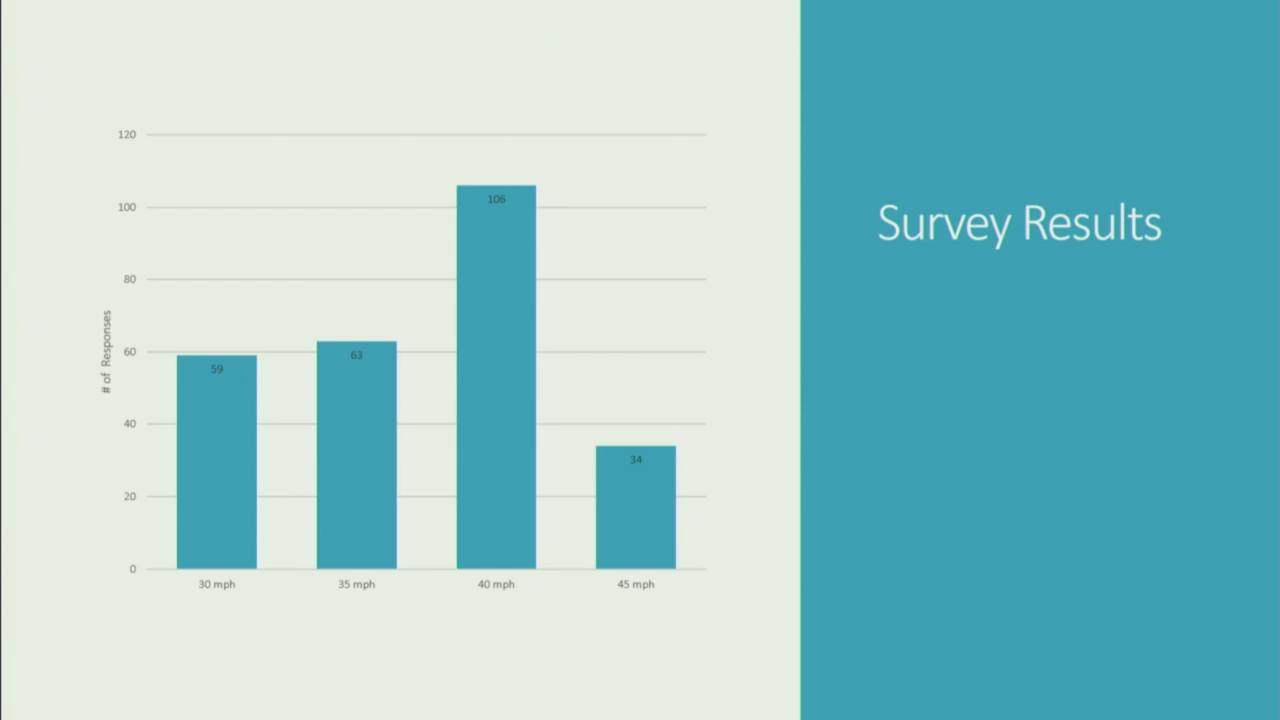 Survey Results
# of Responses
120
100
80
60
40
20
0
59
63
106
34
30 mph
35 mph
40 mph
45 mph